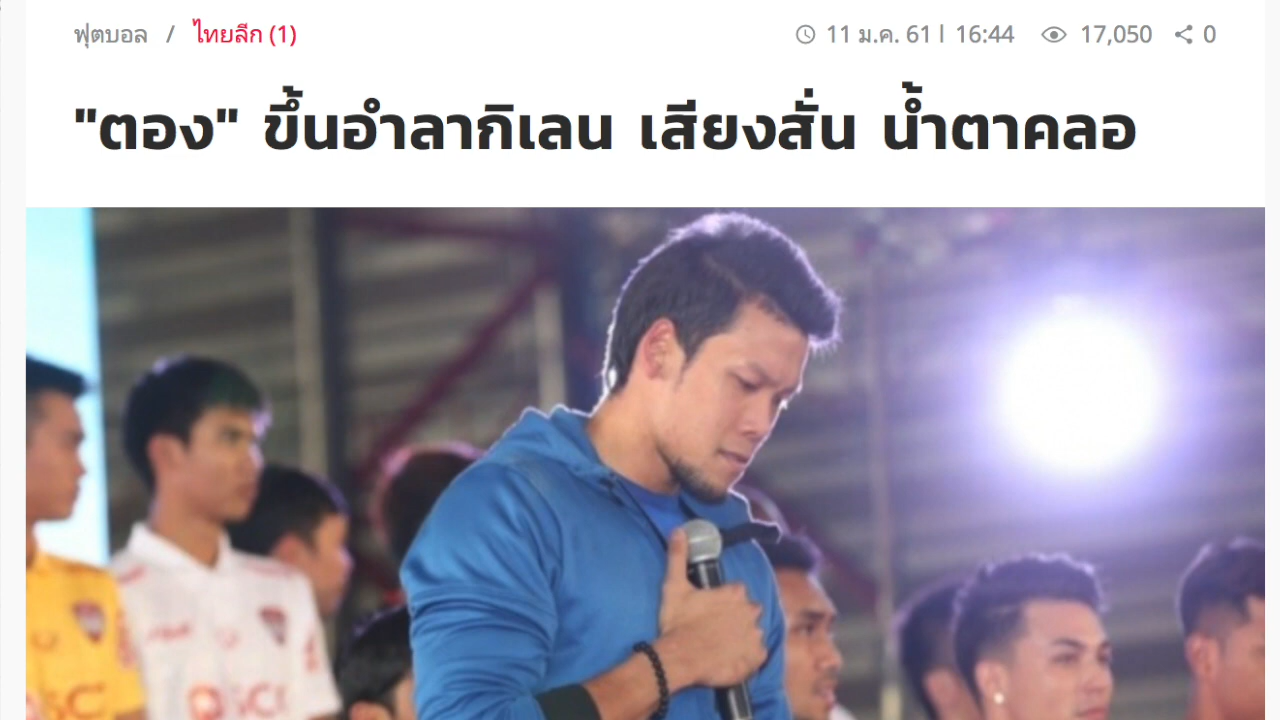 ฟุตบอล / ไทยลีก (1) 11 ม.ค. 61 | 16:44 17,050 0
"ตอง" ขึ้นอำลากิเลน เสียงสั่น น้ำตาคลอ